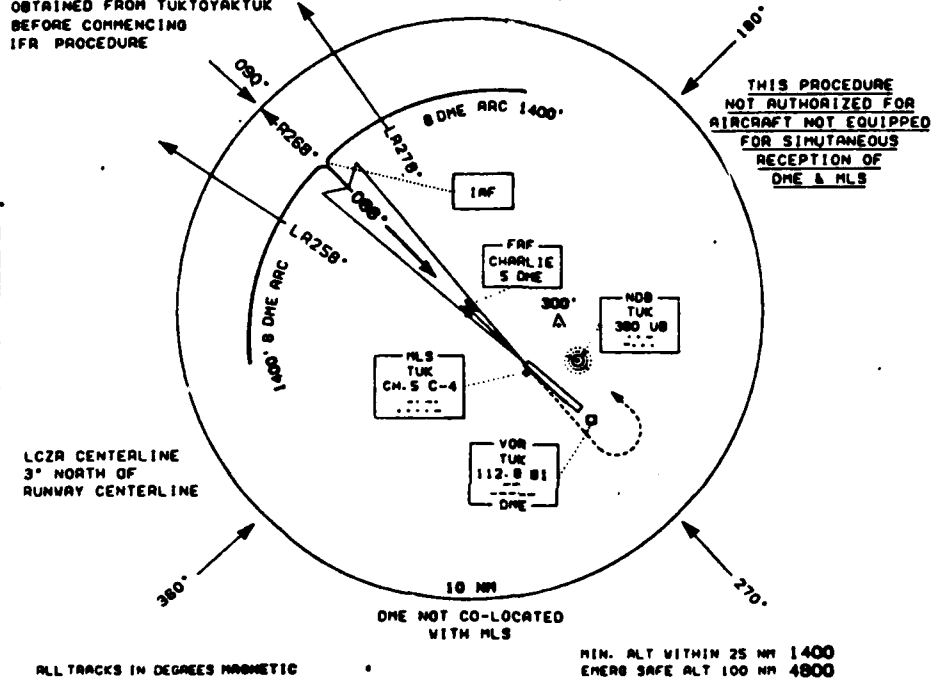 OBTAINED FROM TUKTOYAKTUK
BEFORE COMMENCING
IFR PROCEDURE
180°
090°
THIS PROCEDURE
NOT AUTHORIZED FOR
AIRCRAFT NOT EQUIPPED
FOR SIMUTANEOUS
RECEPTION OF
DME & MLS
8 DME ARC 1400'
R268°
LR278°
IAF
088°
LR258°
FAF
CHARLIE
5 DME
1400' 8 DME ARC
300'
NDB
TUK
380 UB
MLS
TUK
CH.5 C-4
VOR
TUK
112.8 81
DME
LCZR CENTERLINE
3° NORTH OF
RUNWAY CENTERLINE
360°
270°
10 NM
DME NOT CO-LOCATED
WITH MLS
ALL TRACKS IN DEGREES MAGNETIC
MIN. ALT WITHIN 25 NM 1400
EMERG SAFE ALT 100 NM 4800